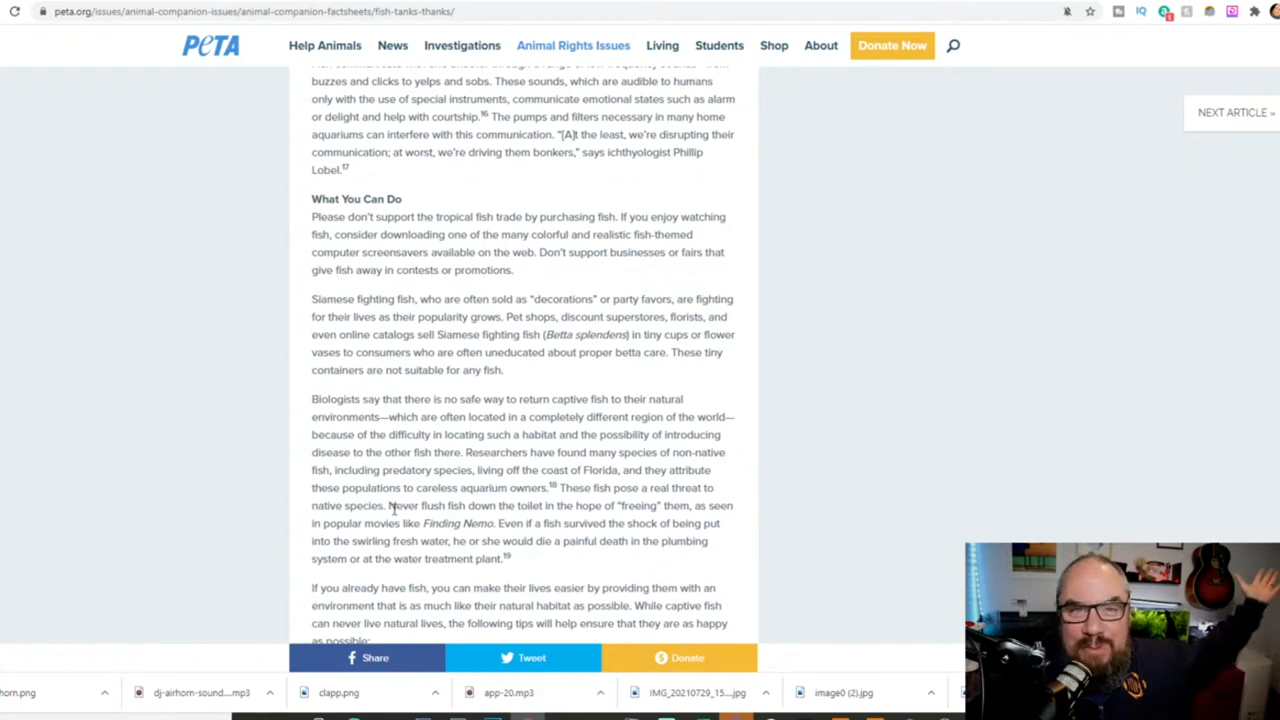 peta.org/issues/animal-companion-issues/animal-companion-factsheets/fish-tanks-thanks/
PETA
Help Animals
News
Investigations
Animal Rights Issues
Living
Students
Shop
About
Donate Now
NEXT ARTICLE »
buzzes and clicks to yelps and sobs. These sounds, which are audible to humans
only with the use of special instruments, communicate emotional states such as alarm
or delight and help with courtship.16 The pumps and filters necessary in many home
aquariums can interfere with this communication. “[A]t the least, we’re disrupting their
communication; at worst, we’re driving them bonkers,” says ichthyologist Phillip
Lobel.17
What You Can Do
Please don’t support the tropical fish trade by purchasing fish. If you enjoy watching
fish, consider downloading one of the many colorful and realistic fish-themed
computer screensavers available on the web. Don’t support businesses or fairs that
give fish away in contests or promotions.
Siamese fighting fish, who are often sold as “decorations” or party favors, are fighting
for their lives as their popularity grows. Pet shops, discount superstores, florists, and
even online catalogs sell Siamese fighting fish (Betta splendens) in tiny cups or flower
vases to consumers who are often uneducated about proper betta care. These tiny
containers are not suitable for any fish.
Biologists say that there is no safe way to return captive fish to their natural
environments—which are often located in a completely different region of the world—
because of the difficulty in locating such a habitat and the possibility of introducing
disease to the other fish there. Researchers have found many species of non-native
fish, including predatory species, living off the coast of Florida, and they attribute
these populations to careless aquarium owners.18 These fish pose a real threat to
native species. Never flush fish down the toilet in the hope of “freeing” them, as seen
in popular movies like Finding Nemo. Even if a fish survived the shock of being put
into the swirling fresh water, he or she would die a painful death in the plumbing
system or at the water treatment plant.19
If you already have fish, you can make their lives easier by providing them with an
environment that is as much like their natural habitat as possible. While captive fish
can never live natural lives, the following tips will help ensure that they are as happy
as possible:
Share
Tweet
Donate
horn.png
dj-airhorn-sound....mp3
clapp.png
app-20.mp3
IMG_20210729_15....jpg
image0 (2).jpg